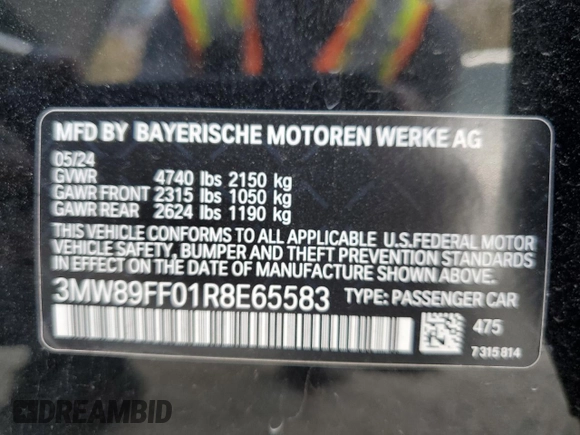 MFD BY BAYERISCHE MOTOREN WERKE AG
05/24
GVWR 4740 lbs 2150 kg
GAWR FRONT 2315 lbs 1050 kg
GAWR REAR 2624 lbs 1190 kg
THIS VEHICLE CONFORMS TO ALL APPLICABLE U.S.FEDERAL MOTOR
VEHICLE SAFETY, BUMPER AND THEFT PREVENTION STANDARDS
IN EFFECT ON THE DATE OF MANUFACTURE SHOWN ABOVE.
3MW89FF01R8E65583 TYPE: PASSENGER CAR
475
7315814
DREAMBID